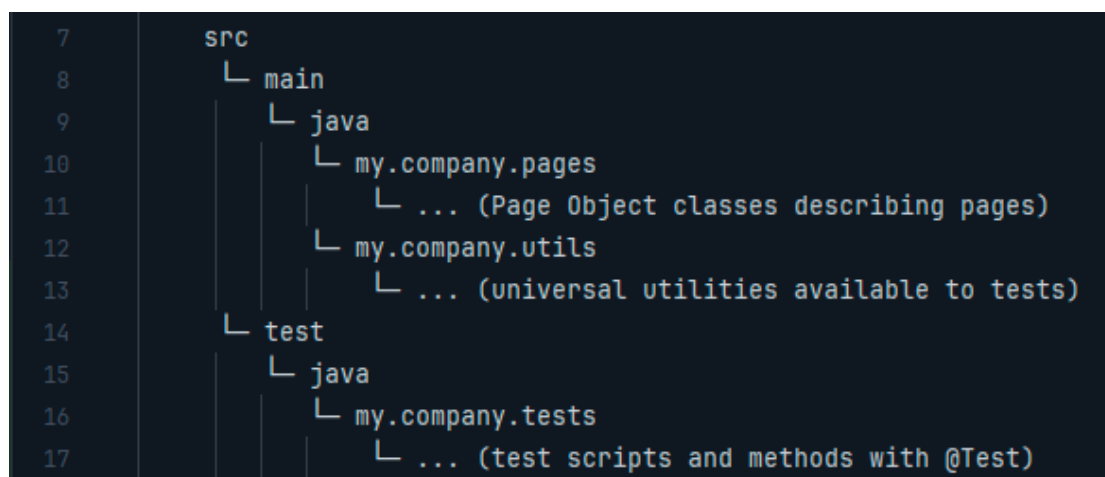 7 src
8 └─ main
9 └─ java
10 └─ my.company.pages
11 └─ ... (Page Object classes describing pages)
12 └─ my.company.utils
13 └─ ... (universal utilities available to tests)
14 └─ test
15 └─ java
16 └─ my.company.tests
17 └─ ... (test scripts and methods with @Test)